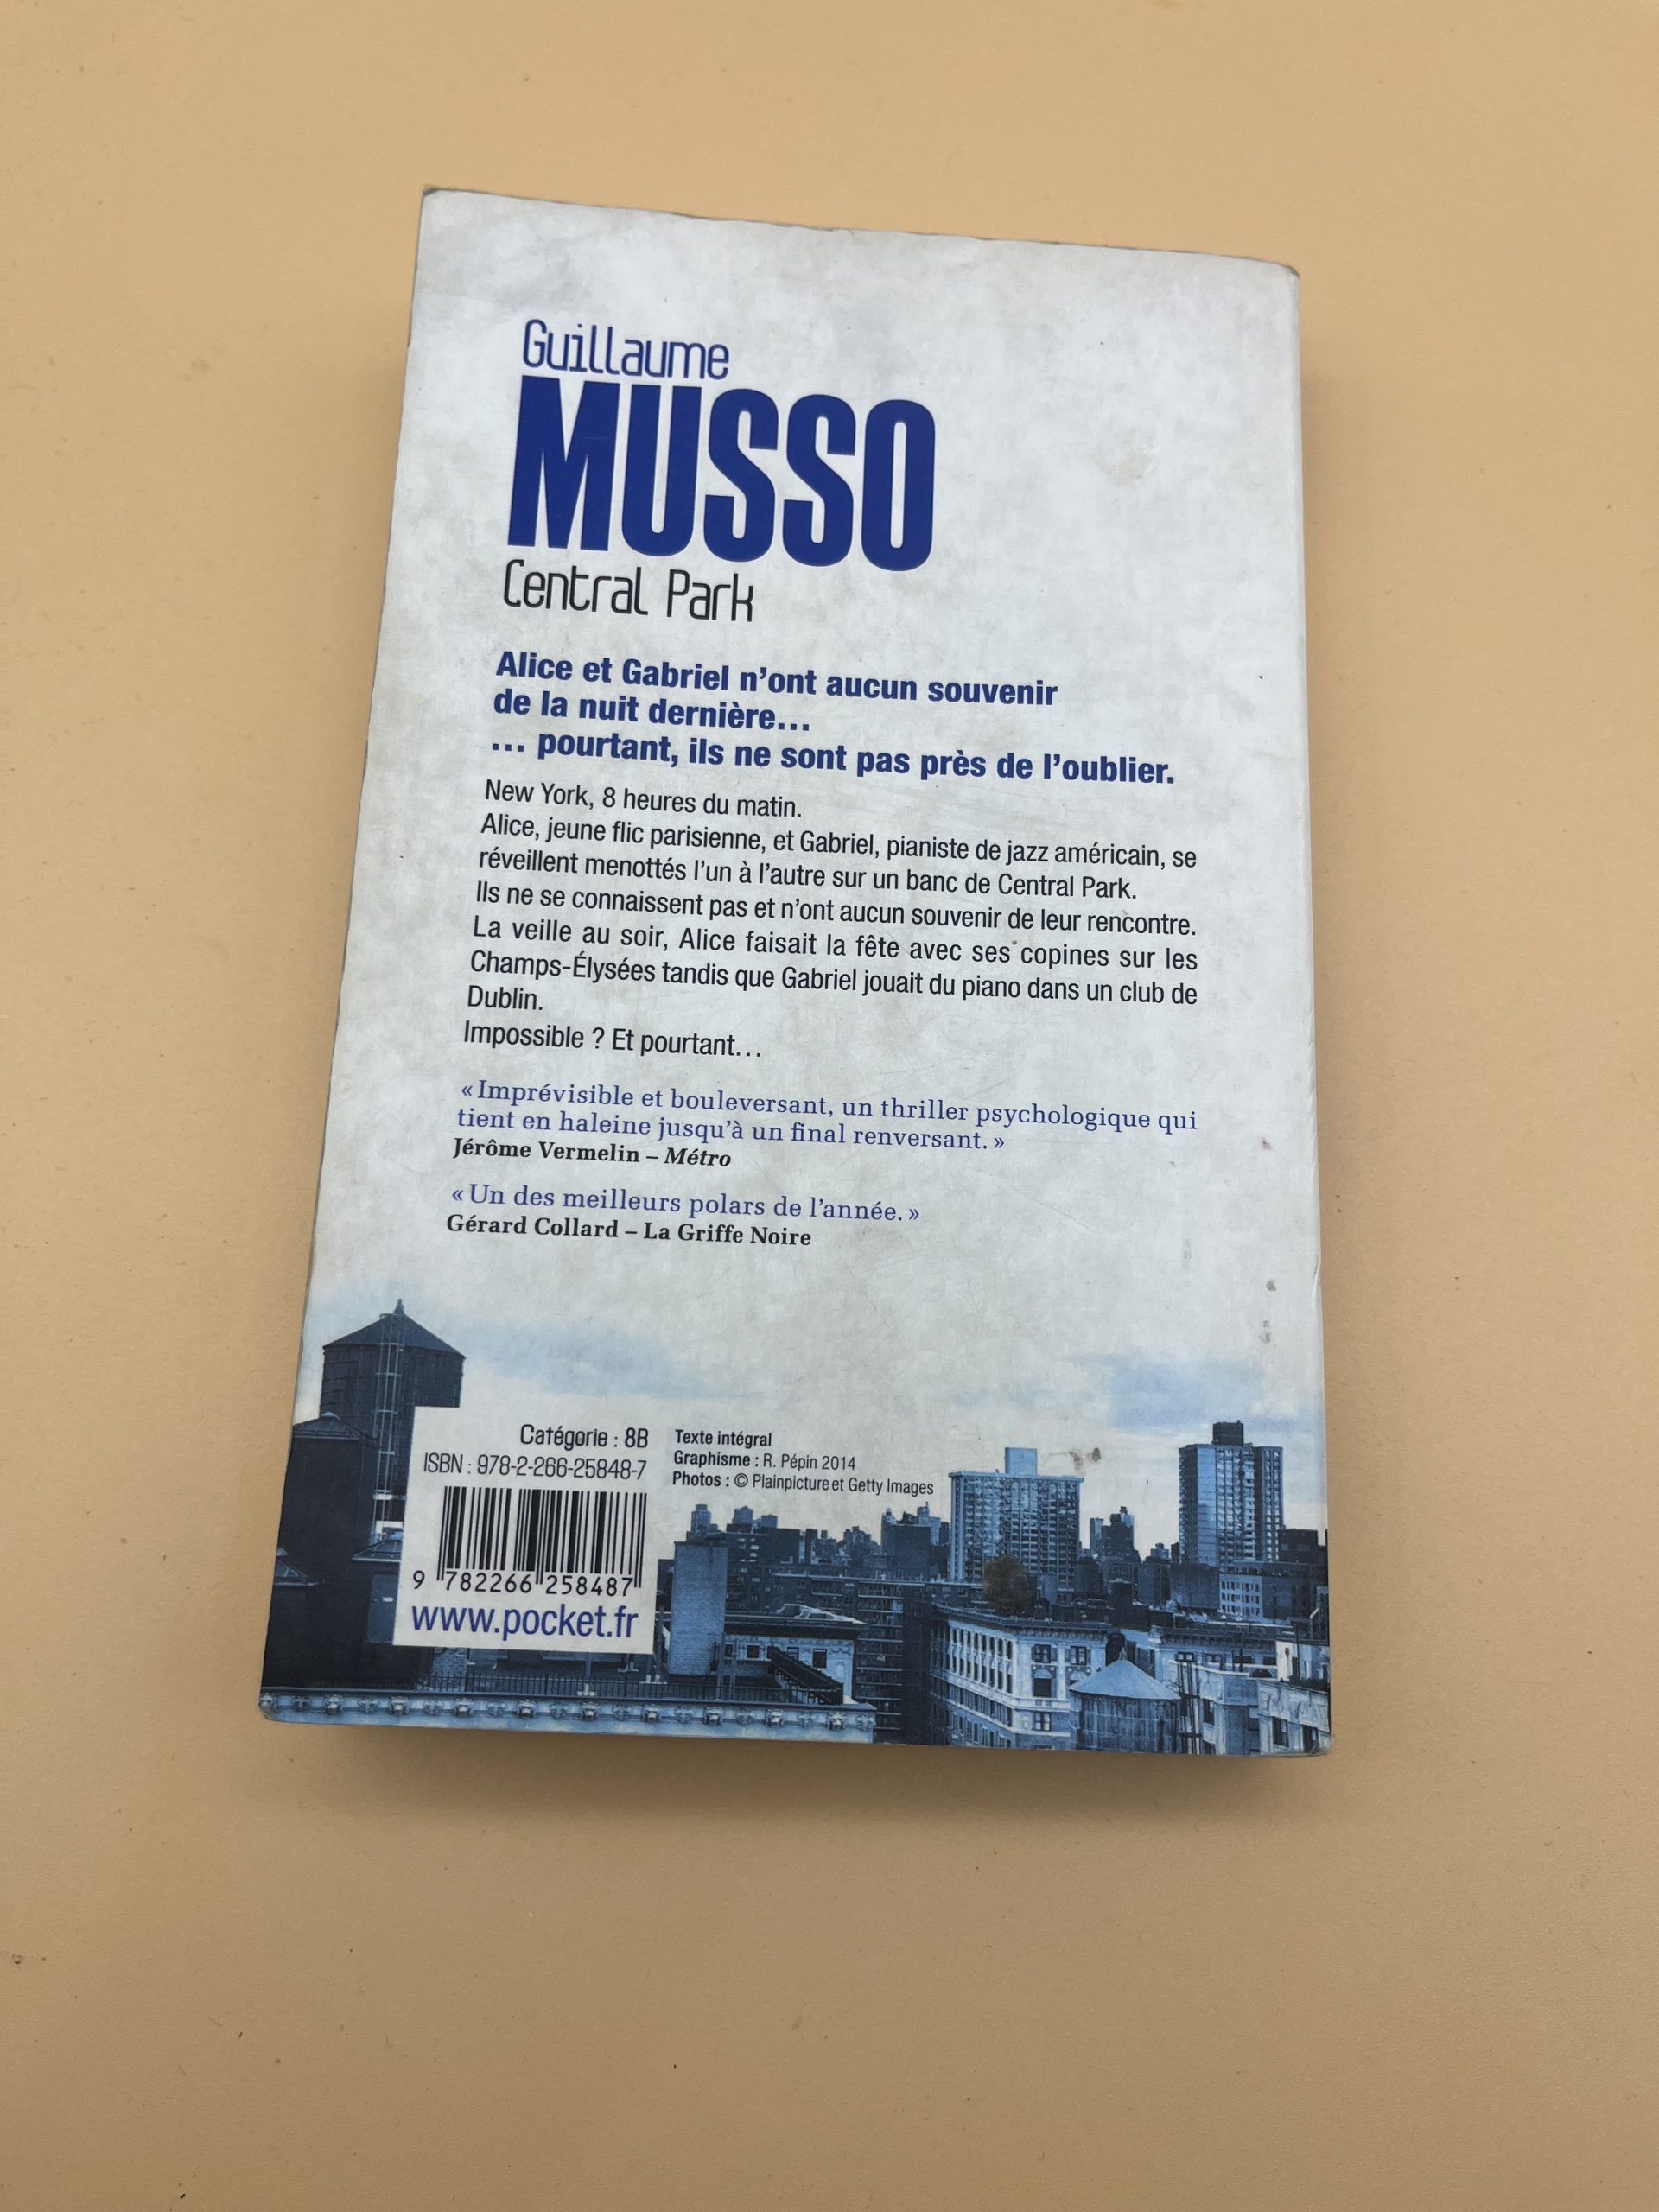 Guillaume
MUSSO
Central Park
Alice et Gabriel n'ont aucun souvenir
de la nuit dernière...
... pourtant, ils ne sont pas près de l'oublier.
New York, 8 heures du matin.
Alice, jeune flic parisienne, et Gabriel, pianiste de jazz américain, se
réveillent menottés l'un à l'autre sur un banc de Central Park.
Ils ne se connaissent pas et n'ont aucun souvenir de leur rencontre.
La veille au soir, Alice faisait la fête avec ses copines sur les
Champs-Élysées tandis que Gabriel jouait du piano dans un club de
Dublin.
Impossible ? Et pourtant...
« Imprévisible et bouleversant, un thriller psychologique qui
tient en haleine jusqu'à un final renversant. »
Jérôme Vermelin – Métro
« Un des meilleurs polars de l'année. »
Gérard Collard – La Griffe Noire
Catégorie : 8B
ISBN : 978-2-266-25848-7
9 782266 258487
www.pocket.fr
Texte intégral
Graphisme : R. Pépin 2014
Photos : © Plainpicture et Getty Images